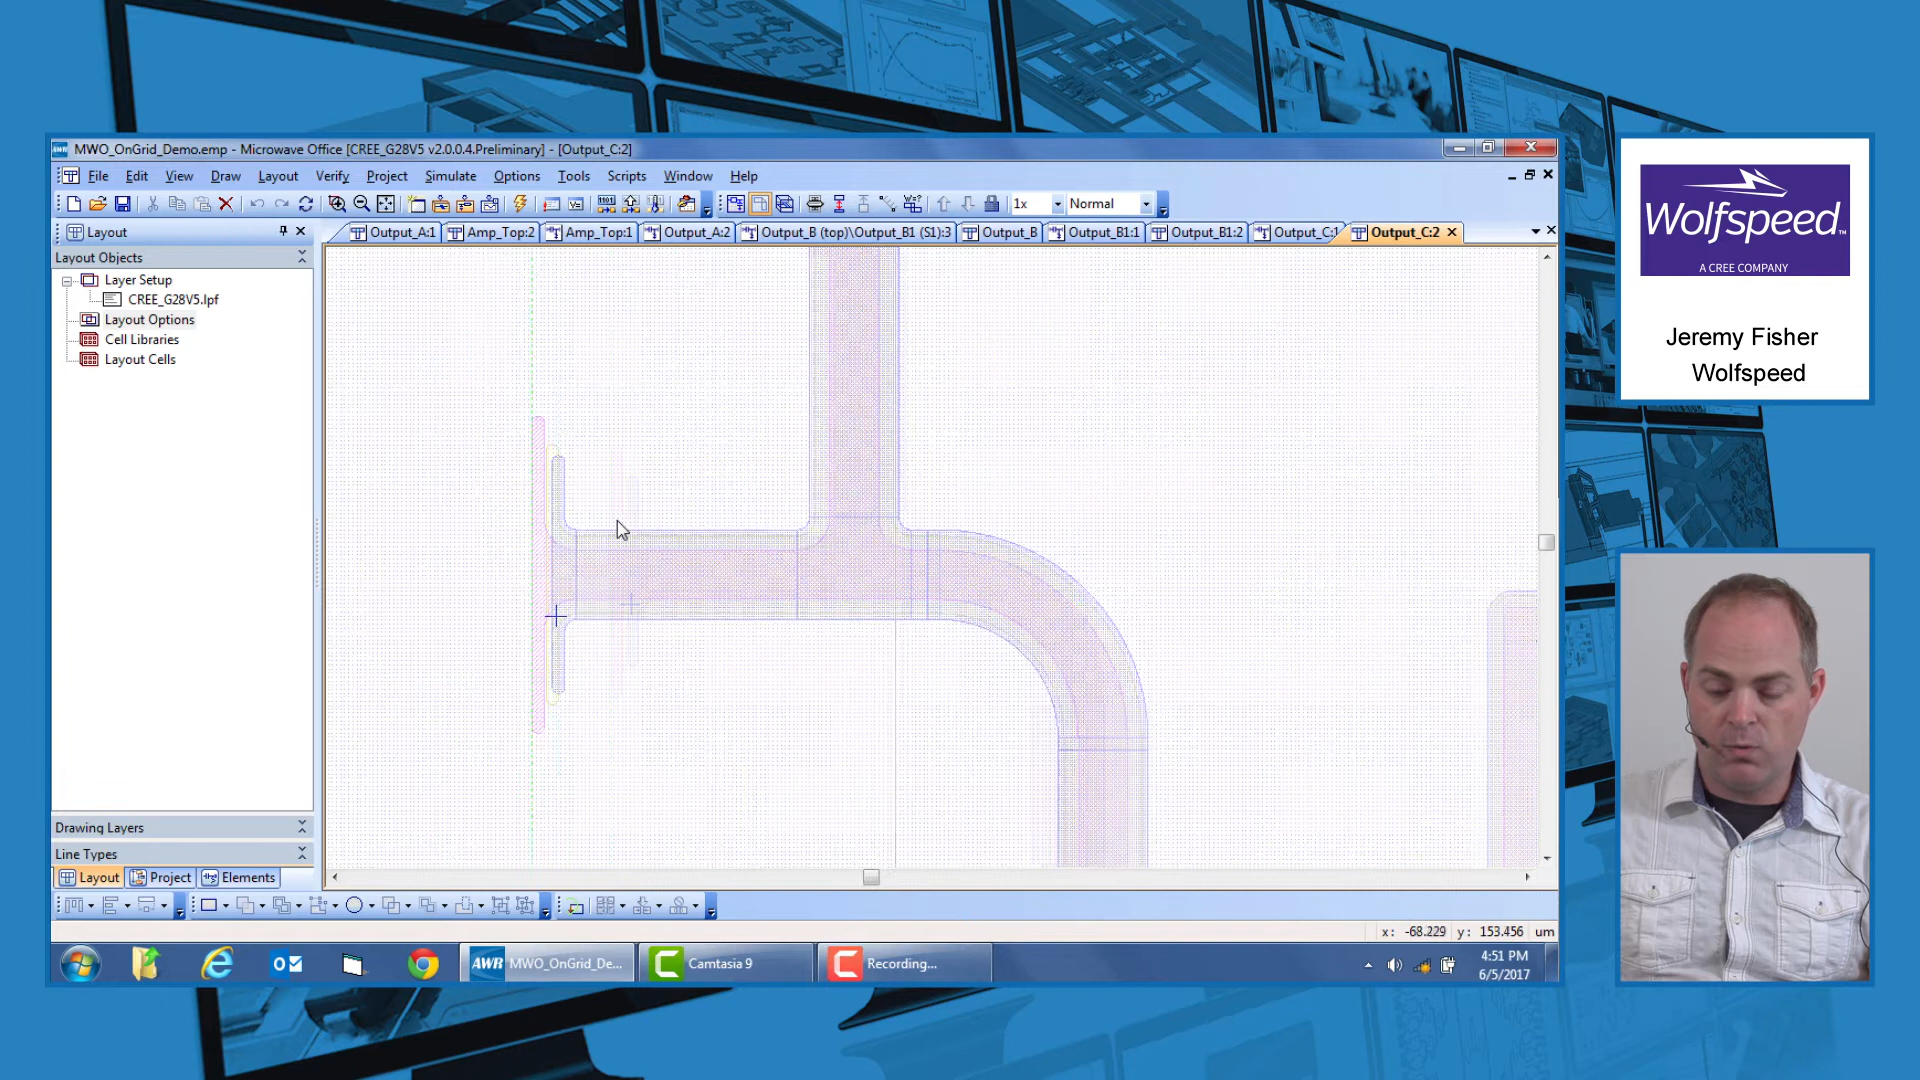 MWO_OnGrid_Demo.emp - Microwave Office [CREE_G28V5 v2.0.0.4.Preliminary] - [Output_C:2]
File Edit View Draw Layout Verify Project Simulate Options Tools Scripts Window Help
1x Normal
Layout
Output_A:1 Amp_Top:2 Amp_Top:1 Output_A:2 Output_B (top)\Output_B1 (S1):3 Output_B Output_B1:1 Output_B1:2 Output_C:1 Output_C:2
Layout Objects
Layer Setup
CREE_G28V5.lpf
Layout Options
Cell Libraries
Layout Cells
Drawing Layers
Line Types
Layout Project Elements
x: -68.229 y: 153.456 um
AWR MWO_OnGrid_De...
Camtasia 9
Recording...
4:51 PM
6/5/2017
Wolfspeed™
A CREE COMPANY
Jeremy Fisher
Wolfspeed